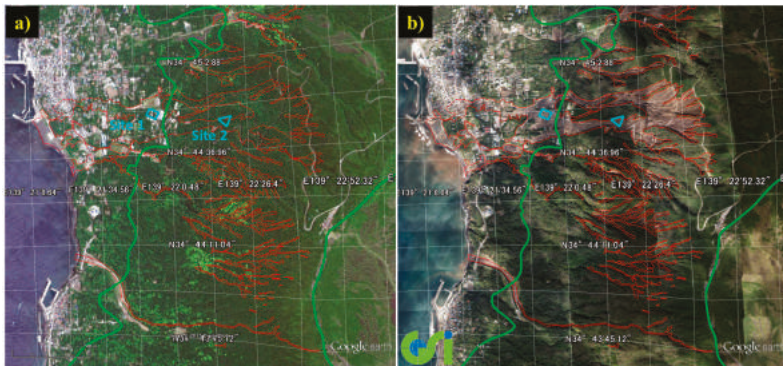 a)
N34° 45'2.88"
Site 2
N34° 44'36.96"
E139° 22'0.48"
E139° 22'26.4"
E139° 22'52.32"
N34° 44'11.04"
Google earth
b)
N34° 45'2.88"
N34° 44'36.96"
E139° 22'0.48"
E139° 22'26.4"
E139° 22'52.32"
N34° 44'11.04"
N34° 43'45.12"
Google earth